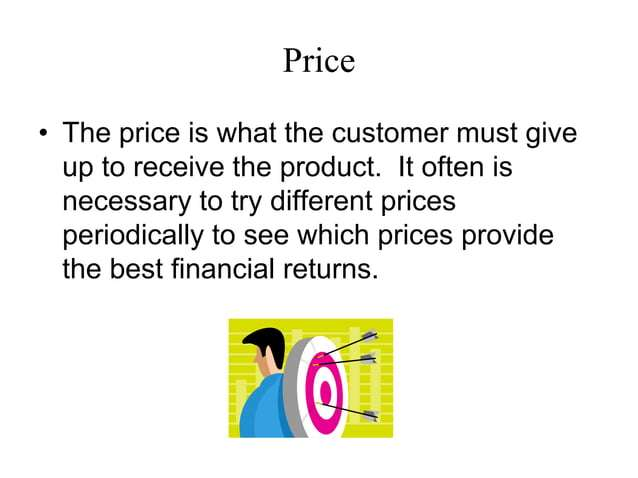 Price
• The price is what the customer must give
up to receive the product.  It often is
necessary to try different prices
periodically to see which prices provide
the best financial returns.